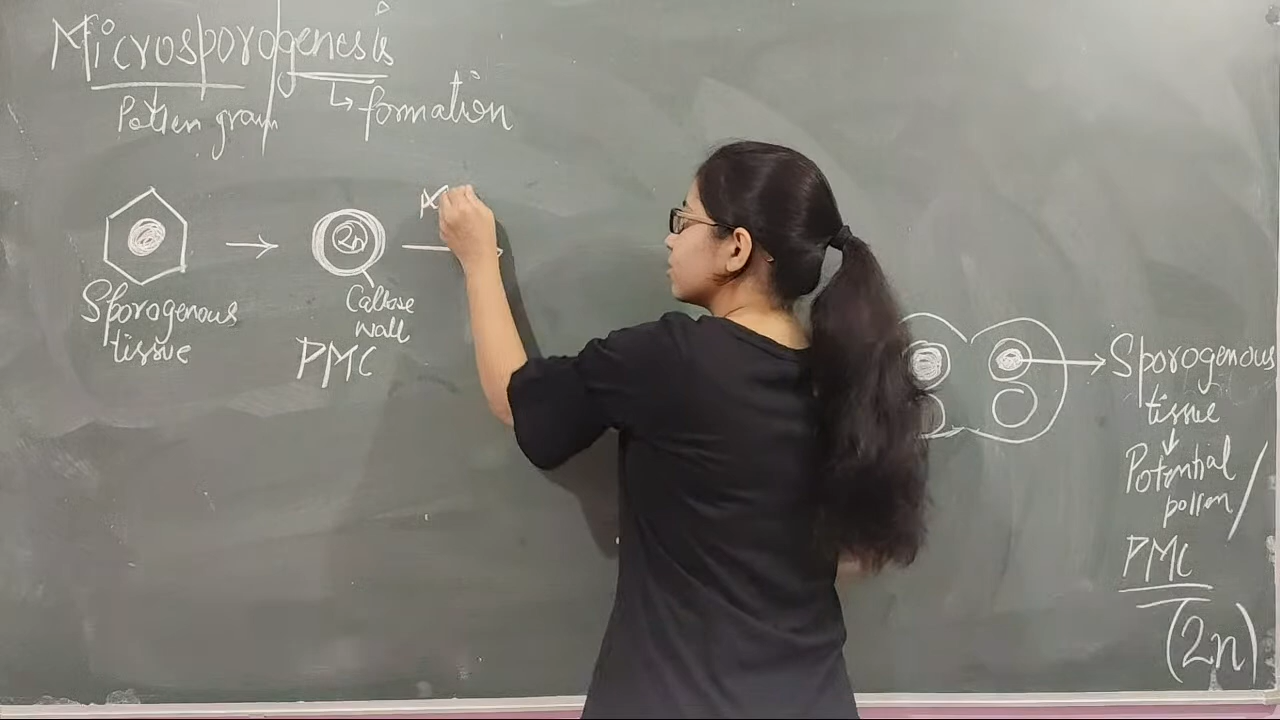 Microsporogenesis
Pollen grain
↳ formation
2n
Sporogenous
tissue
Callose
wall
PMC
Sporogenous
tissue
Potential
pollen /
PMC
(2n)